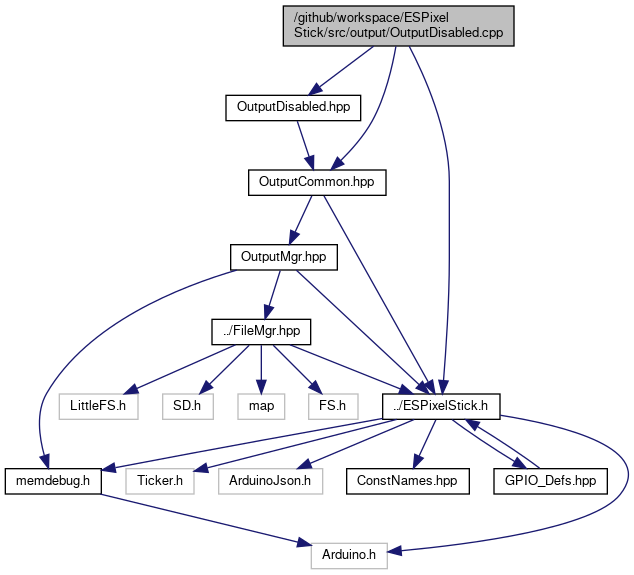 /github/workspace/ESPixel
Stick/src/output/OutputDisabled.cpp
OutputDisabled.hpp
OutputCommon.hpp
OutputMgr.hpp
../FileMgr.hpp
LittleFS.h
SD.h
map
FS.h
../ESPixelStick.h
memdebug.h
Ticker.h
ArduinoJson.h
ConstNames.hpp
GPIO_Defs.hpp
Arduino.h